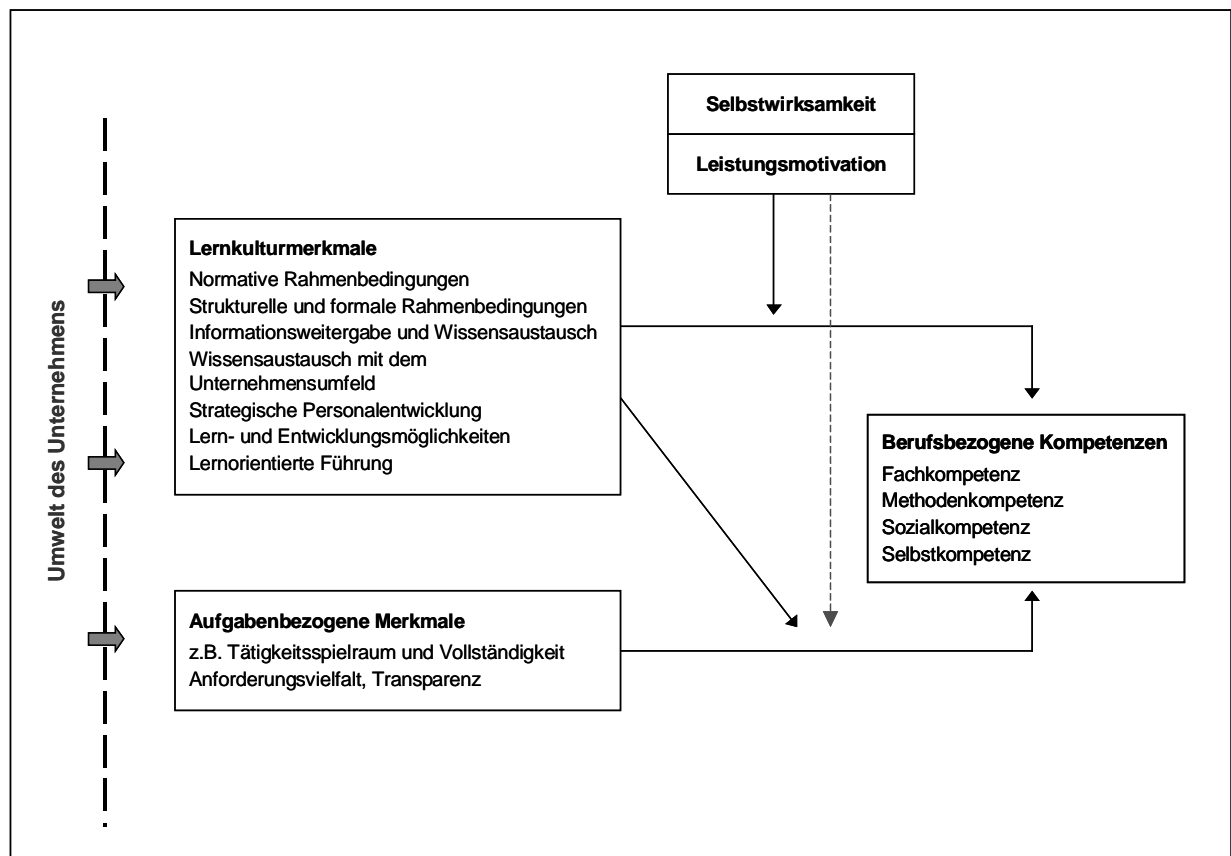 Umwelt des Unternehmens
Selbstwirksamkeit
Leistungsmotivation
Lernkulturmerkmale
Normative Rahmenbedingungen
Strukturelle und formale Rahmenbedingungen
Informationsweitergabe und Wissensaustausch
Wissensaustausch mit dem
Unternehmensumfeld
Strategische Personalentwicklung
Lern- und Entwicklungsmöglichkeiten
Lernorientierte Führung
Aufgabenbezogene Merkmale
z.B. Tätigkeitsspielraum und Vollständigkeit
Anforderungsvielfalt, Transparenz
Berufsbezogene Kompetenzen
Fachkompetenz
Methodenkompetenz
Sozialkompetenz
Selbstkompetenz